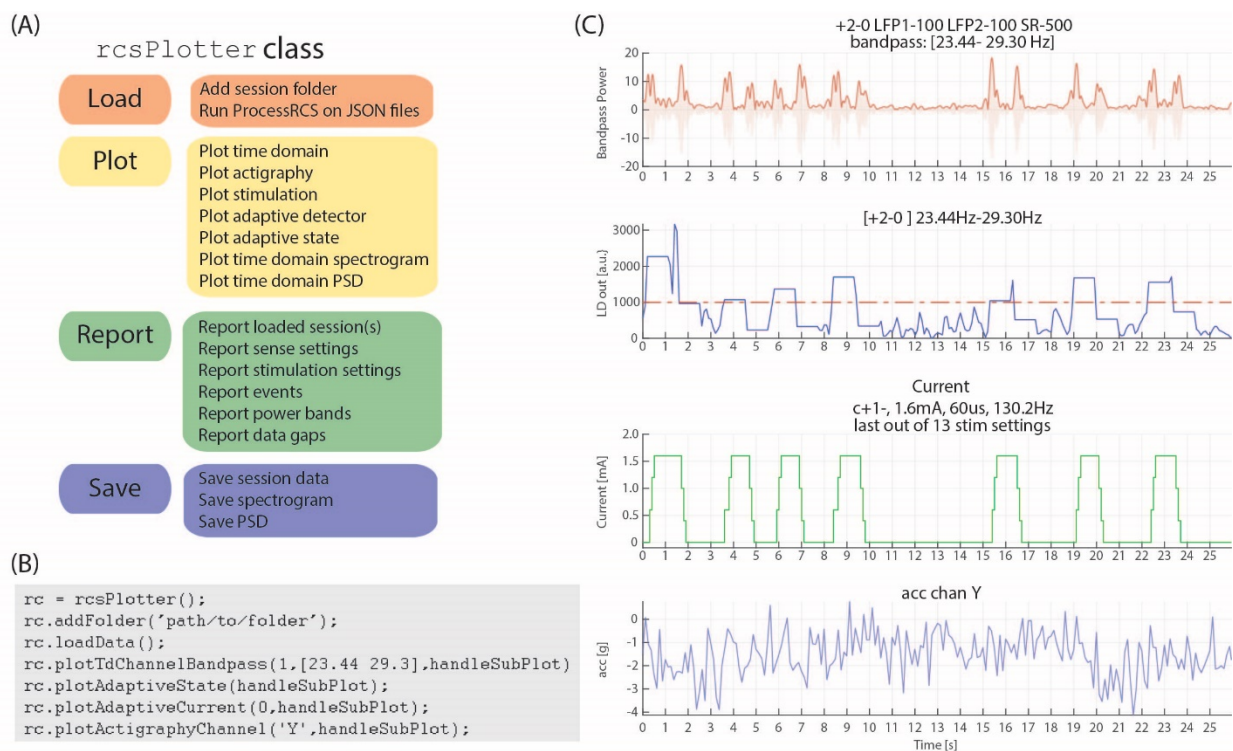 (A)
rcsPlotter class
Load
Add session folder
Run ProcessRCS on JSON files
Plot
Plot time domain
Plot actigraphy
Plot stimulation
Plot adaptive detector
Plot adaptive state
Plot time domain spectrogram
Plot time domain PSD
Report
Report loaded session(s)
Report sense settings
Report stimulation settings
Report events
Report power bands
Report data gaps
Save
Save session data
Save spectrogram
Save PSD
(B)
rc = rcsPlotter();
rc.addFolder('path/to/folder');
rc.loadData();
rc.plotTdChannelBandpass(1,[23.44 29.3],handleSubPlot)
rc.plotAdaptiveState(handleSubPlot);
rc.plotAdaptiveCurrent(0,handleSubPlot);
rc.plotActigraphyChannel('Y',handleSubPlot);
(C)
+2-0 LFP1-100 LFP2-100 SR-500
bandpass: [23.44- 29.30 Hz]
Bandpass Power
20
10
0
-10
-20
0 1 2 3 4 5 6 7 8 9 10 11 12 13 14 15 16 17 18 19 20 21 22 23 24 25
[+2-0 ] 23.44Hz-29.30Hz
LD out [a.u.]
3000
2000
1000
0
0 1 2 3 4 5 6 7 8 9 10 11 12 13 14 15 16 17 18 19 20 21 22 23 24 25
Current
c+1-, 1.6mA, 60us, 130.2Hz
last out of 13 stim settings
Current [mA]
2.0
1.5
1.0
0.5
0
0 1 2 3 4 5 6 7 8 9 10 11 12 13 14 15 16 17 18 19 20 21 22 23 24 25
acc chan Y
acc [g]
0
-1
-2
-3
-4
0 1 2 3 4 5 6 7 8 9 10 11 12 13 14 15 16 17 18 19 20 21 22 23 24 25
Time [s]